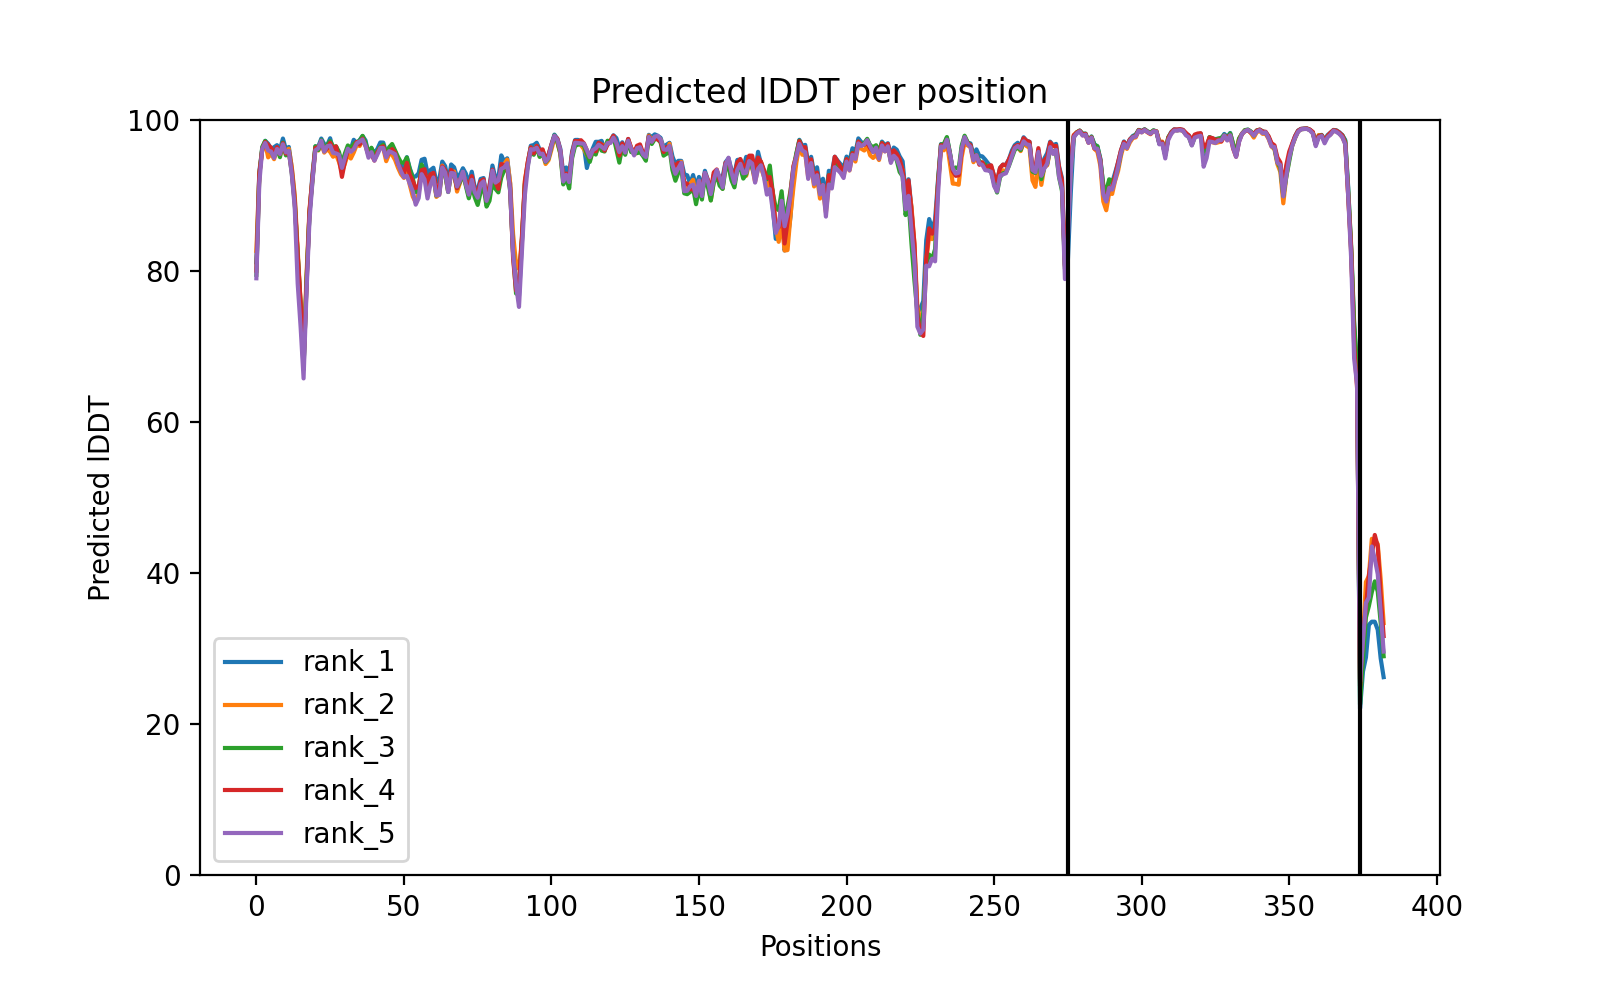 Predicted lDDT per position
100
80
60
40
20
0
Predicted lDDT
rank_1
rank_2
rank_3
rank_4
rank_5
0 50 100 150 200 250 300 350 400
Positions